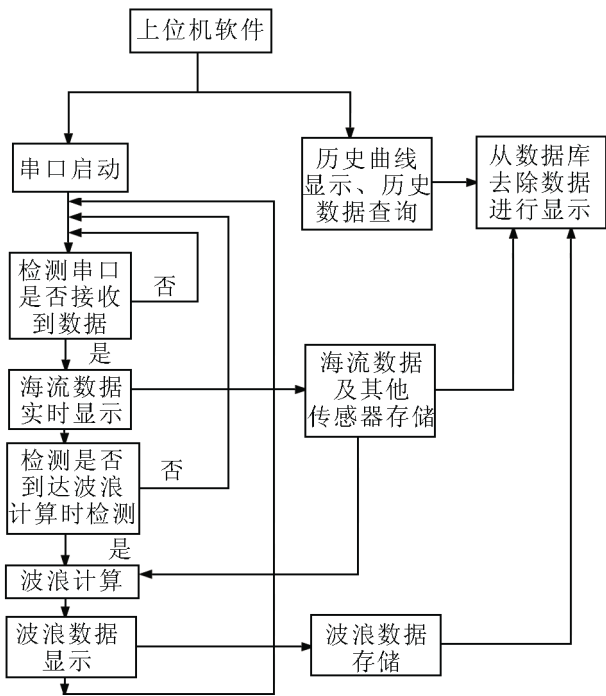 上位机软件
串口启动
历史曲线
显示、历史
数据查询
从数据库
去除数据
进行显示
检测串口
是否接收
到数据
否
是
海流数据
实时显示
海流数据
及其他
传感器存储
检测是否
到达波浪
计算时检测
否
是
波浪计算
波浪数据
显示
波浪数据
存储